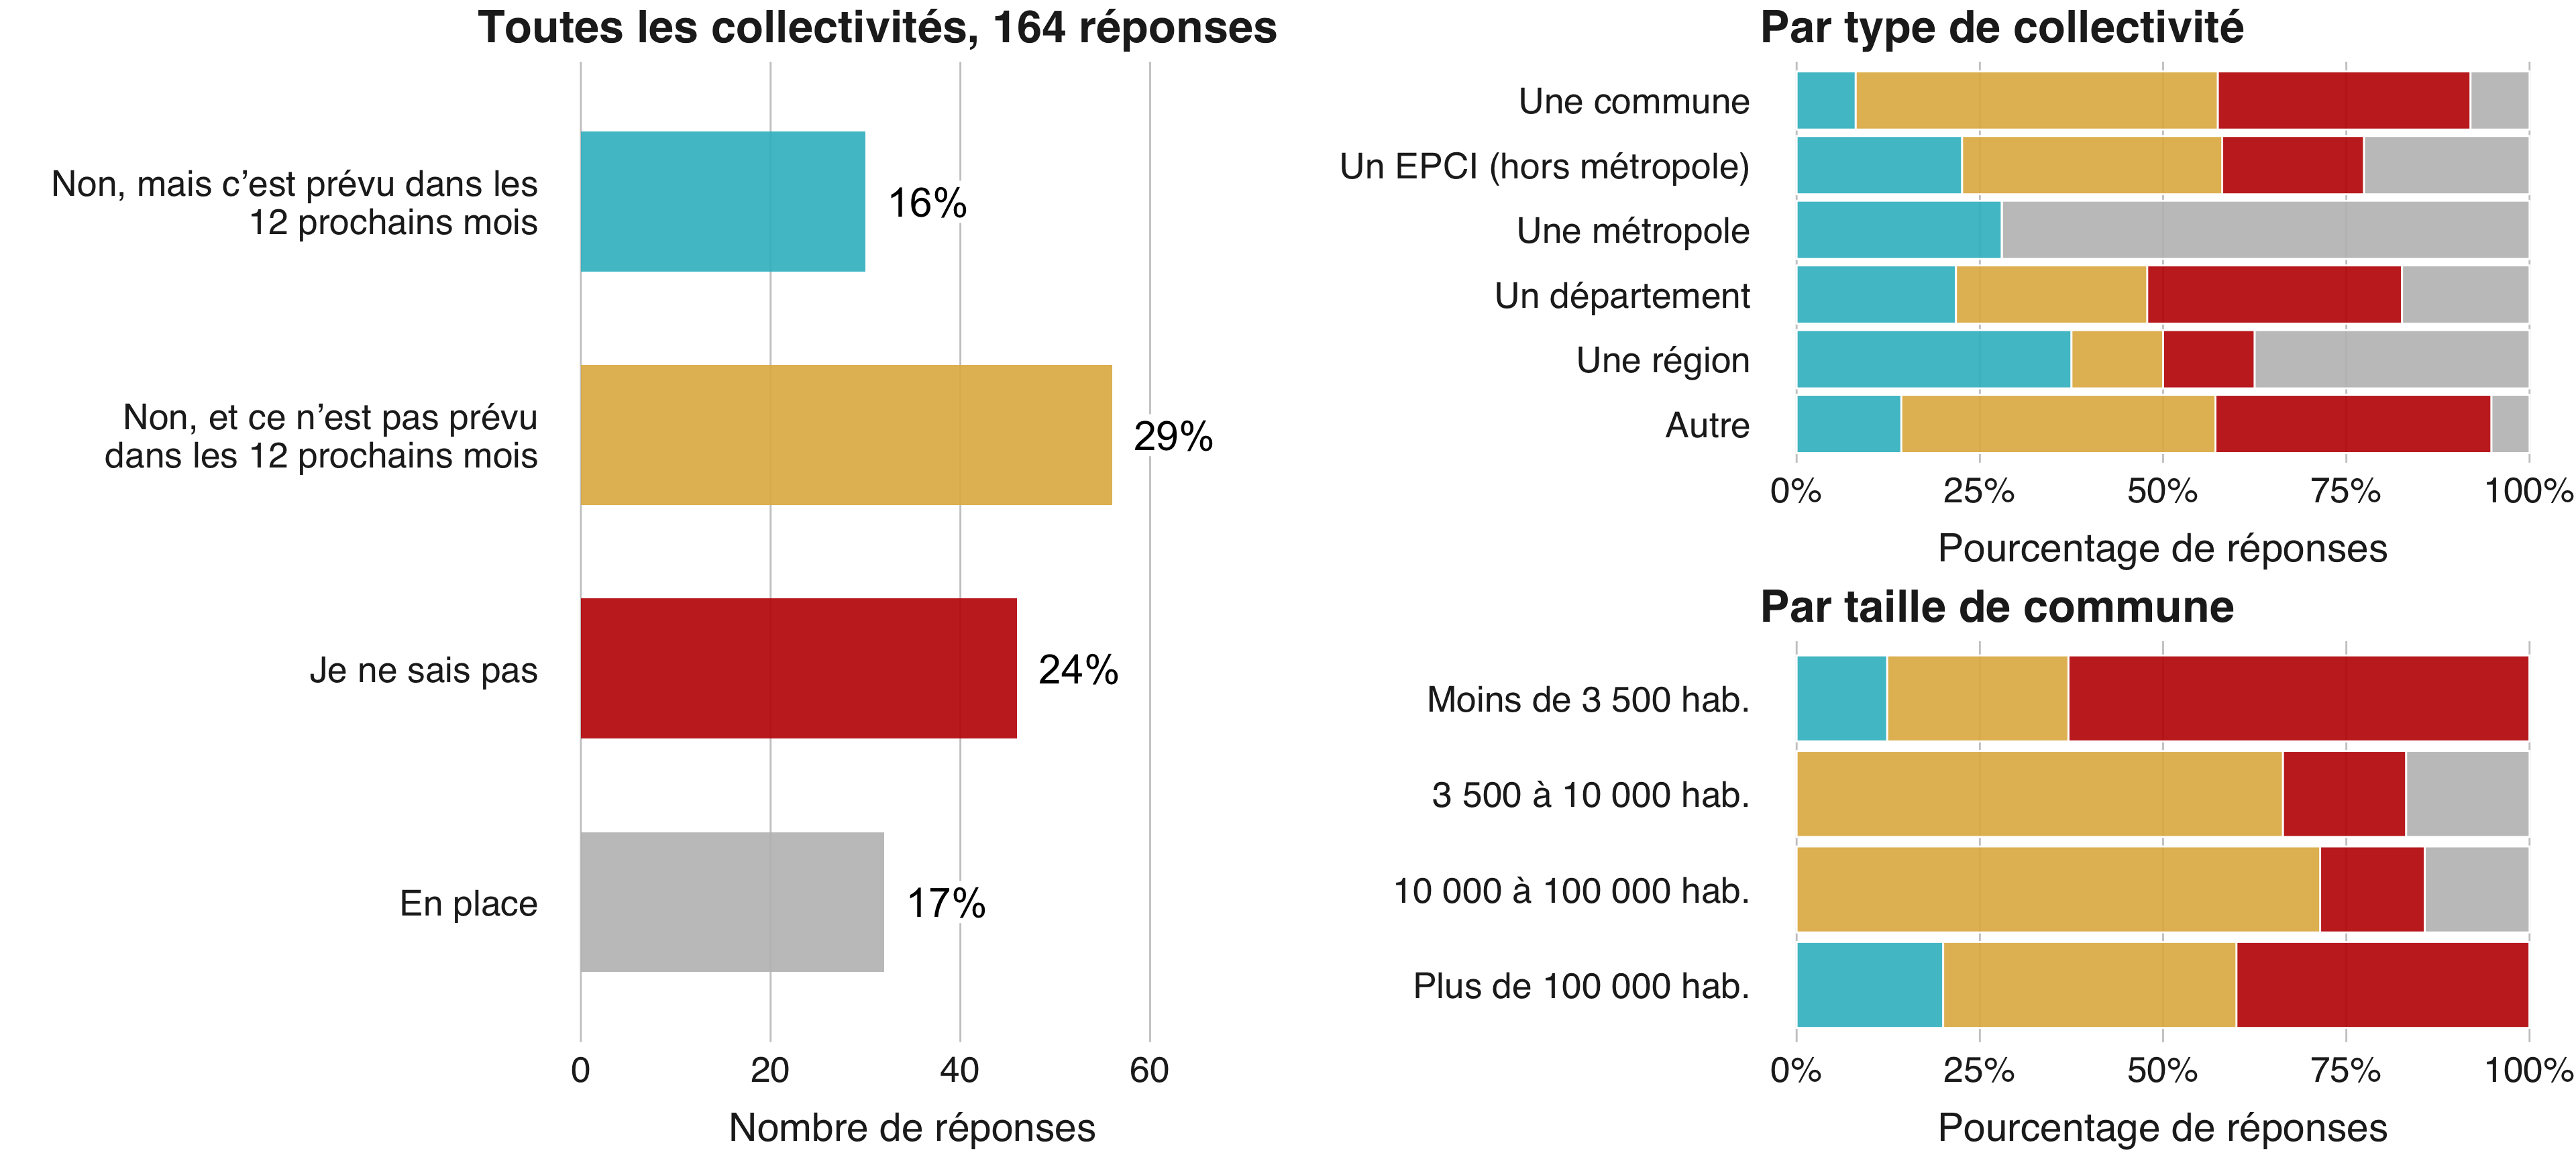 Toutes les collectivités, 164 réponses
Non, mais c’est prévu dans les
12 prochains mois
16%
Non, et ce n’est pas prévu
dans les 12 prochains mois
29%
Je ne sais pas
24%
En place
17%
0 20 40 60
Nombre de réponses
Par type de collectivité
Une commune
Un EPCI (hors métropole)
Une métropole
Un département
Une région
Autre
0% 25% 50% 75% 100%
Pourcentage de réponses
Par taille de commune
Moins de 3 500 hab.
3 500 à 10 000 hab.
10 000 à 100 000 hab.
Plus de 100 000 hab.
0% 25% 50% 75% 100%
Pourcentage de réponses